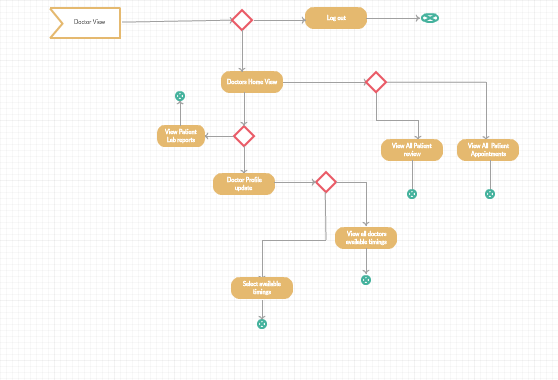 Doctor View
Log out
Doctors Home View
View Patient
Lab reports
View All Patient
review
View All Patient
Appointments
Doctor Profile
update
View all doctors
available timings
Select available
timings